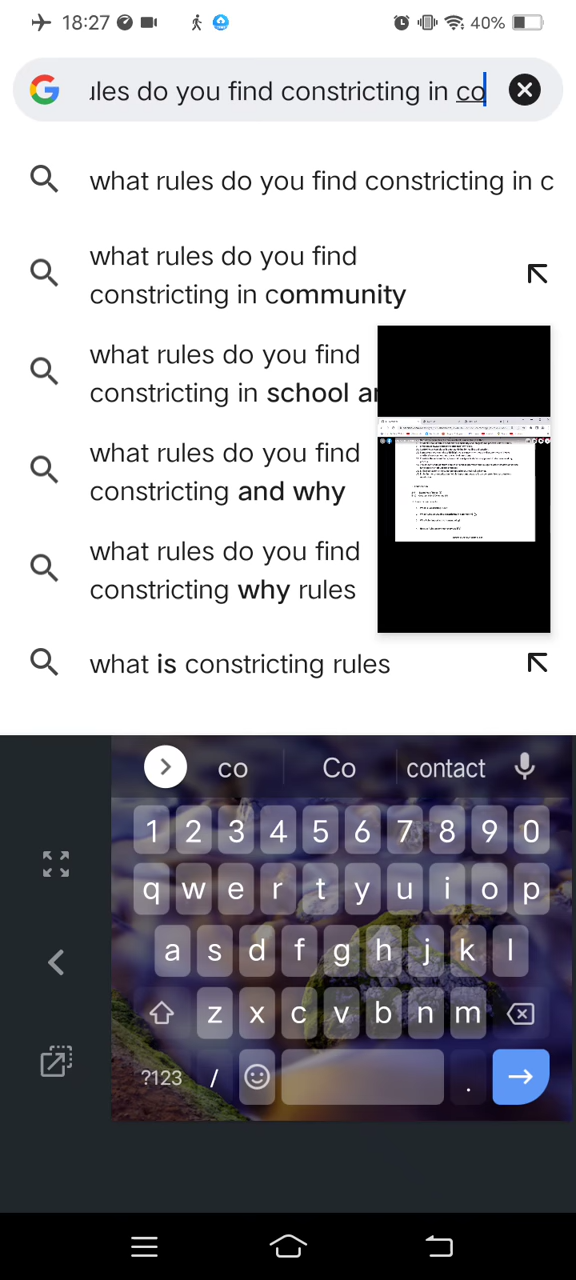 18:27
40%
ules do you find constricting in co
what rules do you find constricting in c
what rules do you find
constricting in community
what rules do you find
constricting in school
what rules do you find
constricting and why
what rules do you find
constricting why rules
what is constricting rules
co Co contact
1 2 3 4 5 6 7 8 9 0
q w e r t y u i o p
a s d f g h j k l
z x c v b n m
?123 / .